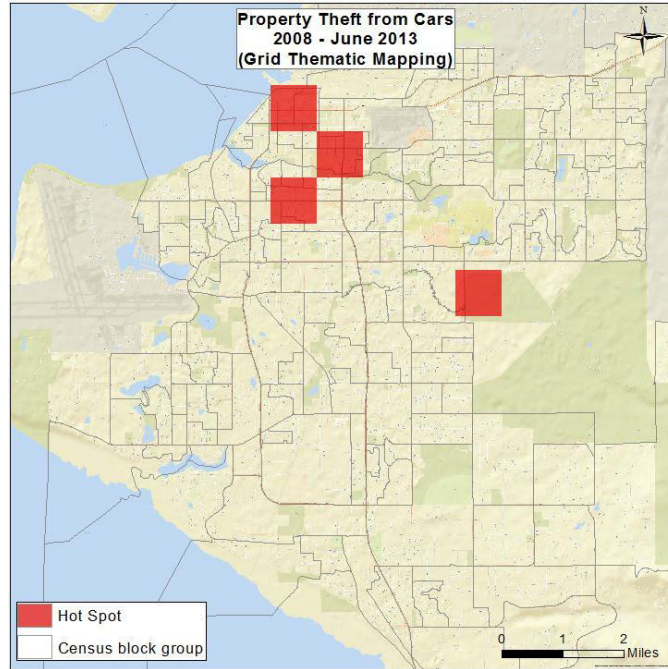 Property Theft from Cars
2008 - June 2013
(Grid Thematic Mapping)
N
Hot Spot
Census block group
0 1 2
Miles